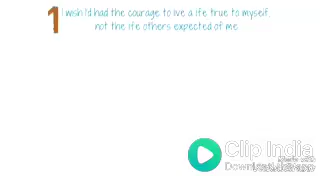 1 I wish I'd had the courage to live a life true to myself,
not the life others expected of me
Clip India